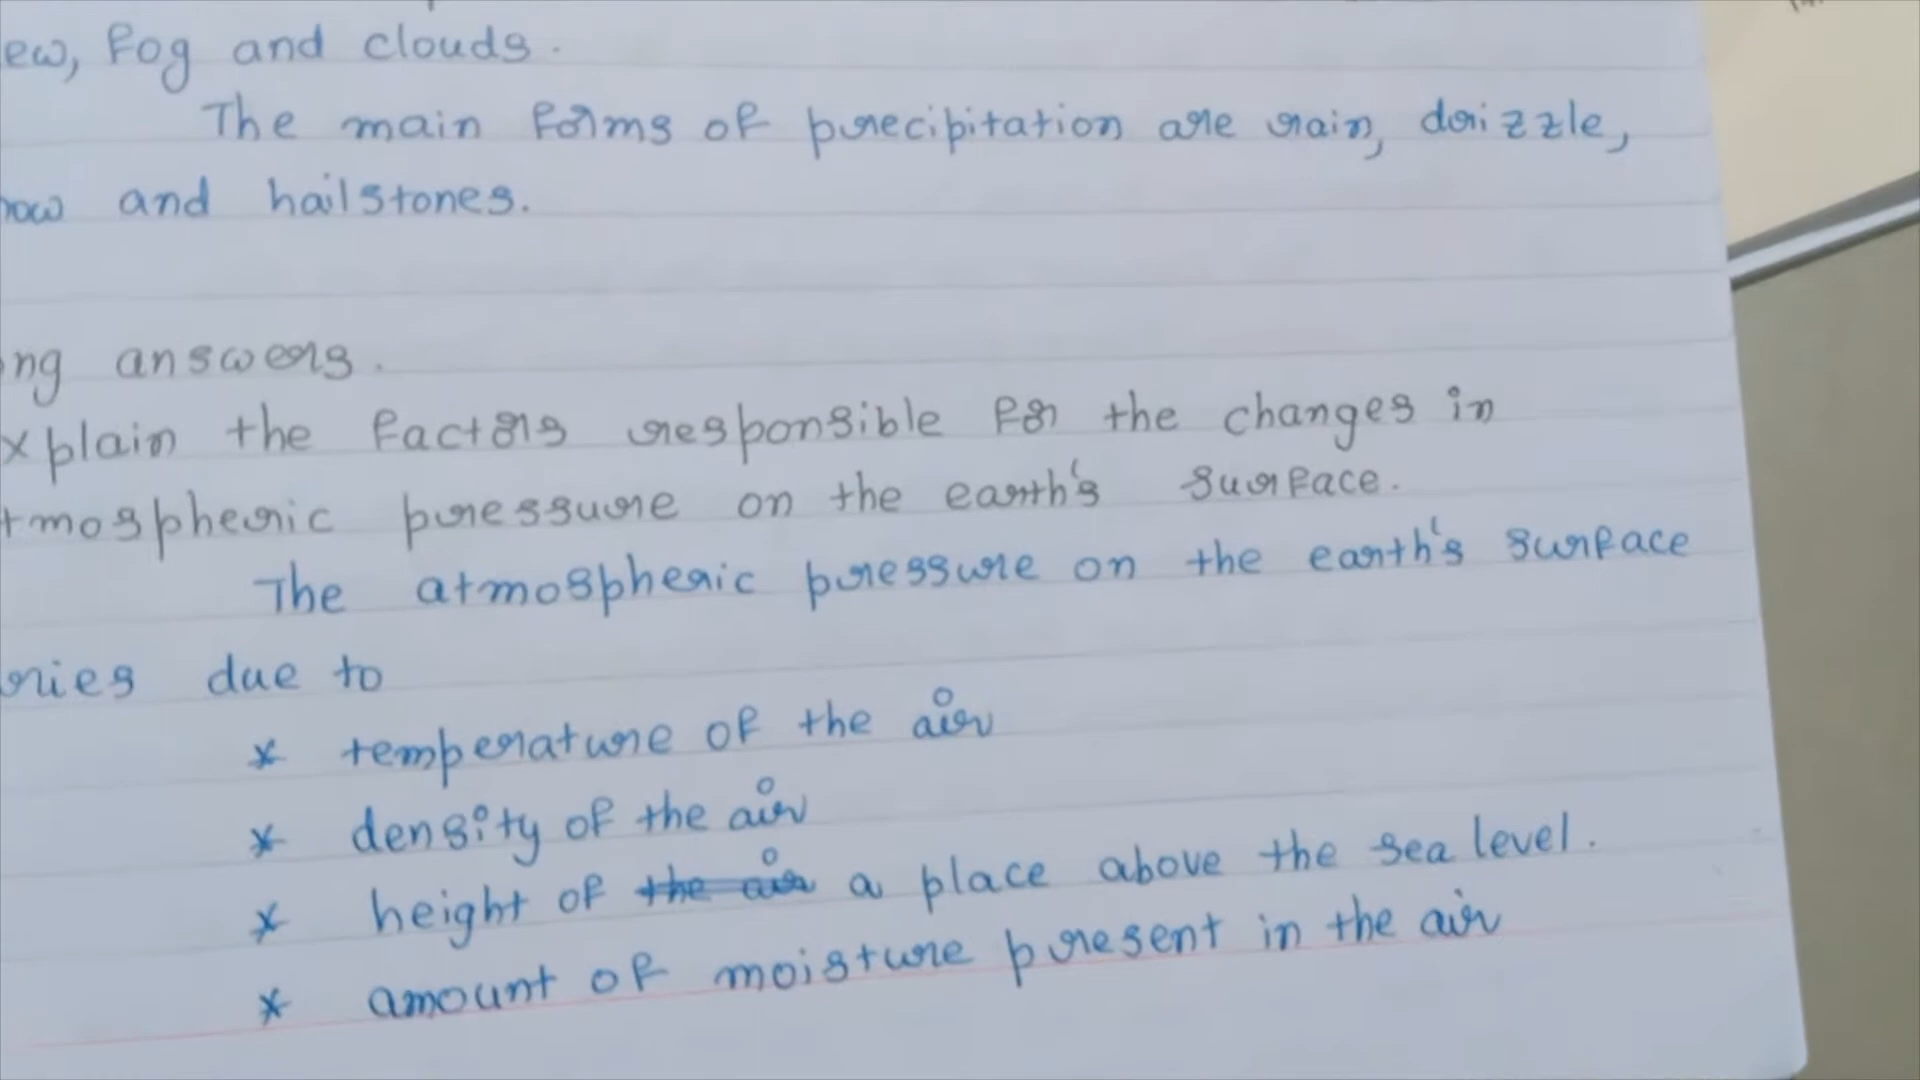 ew, fog and clouds.
The main forms of precipitation are rain, drizzle,
now and hailstones.
ng answers.
xplain the factors responsible for the changes in
tmospheric pressure on the earth's surface.
The atmospheric pressure on the earth's surface
ries due to
* temperature of the air
* density of the air
* height of ~~the air~~ a place above the sea level.
* amount of moisture present in the air